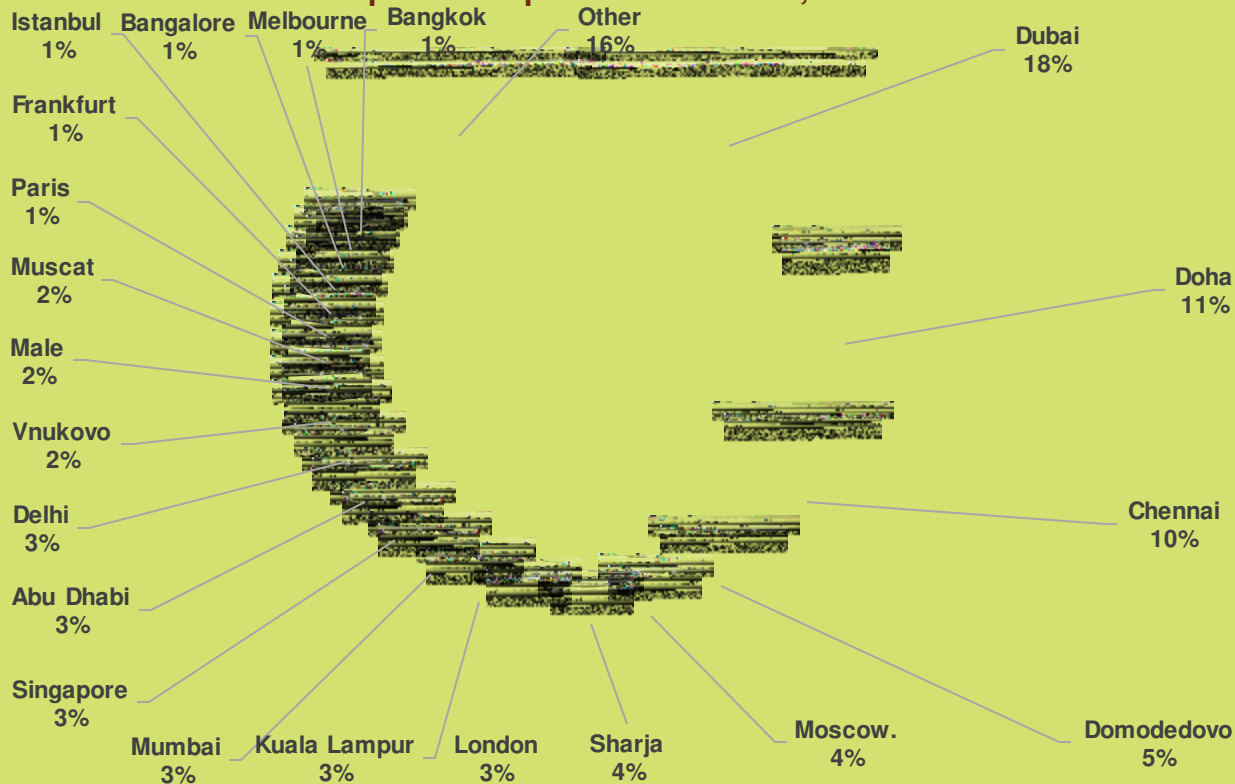 Istanbul
1%
Bangalore
1%
Melbourne
1%
Bangkok
1%
Other
16%
Dubai
18%
Frankfurt
1%
Paris
1%
Muscat
2%
Doha
11%
Male
2%
Vnukovo
2%
Delhi
3%
Chennai
10%
Abu Dhabi
3%
Singapore
3%
Mumbai
3%
Kuala Lampur
3%
London
3%
Sharja
4%
Moscow.
4%
Domodedovo
5%